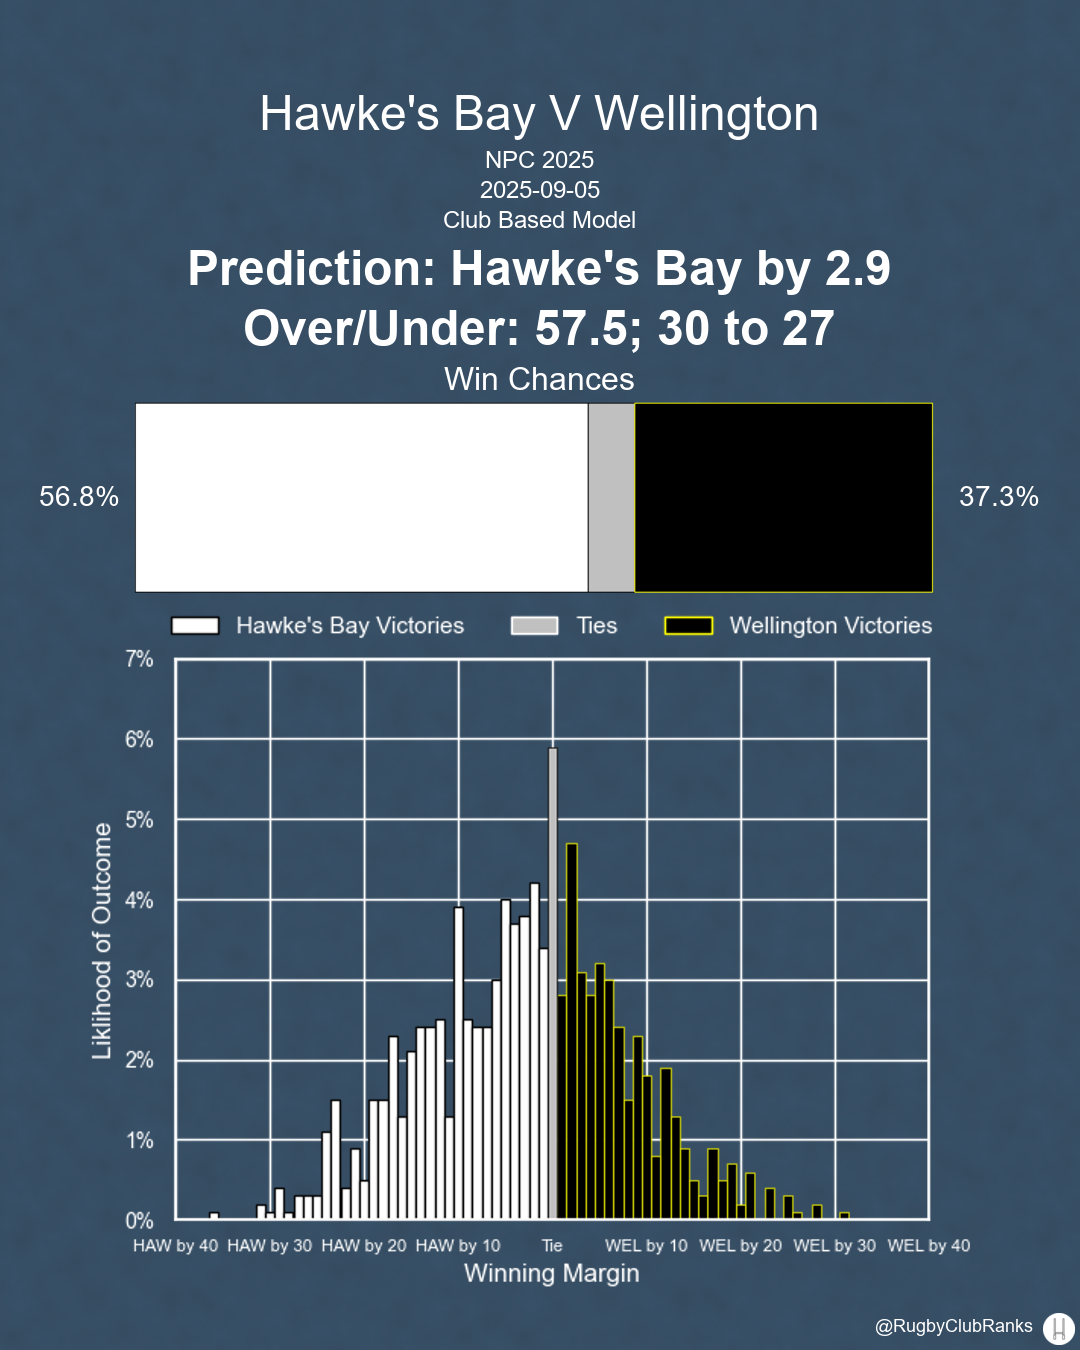 Hawke's Bay V Wellington
NPC 2025
2025-09-05
Club Based Model
Prediction: Hawke's Bay by 2.9
Over/Under: 57.5; 30 to 27
Win Chances
56.8%
37.3%
Hawke's Bay Victories
Ties
Wellington Victories
7%
6%
5%
4%
3%
2%
1%
0%
Liklihood of Outcome
HAW by 40 HAW by 30 HAW by 20 HAW by 10 Tie WEL by 10 WEL by 20 WEL by 30 WEL by 40
Winning Margin
@RugbyClubRanks